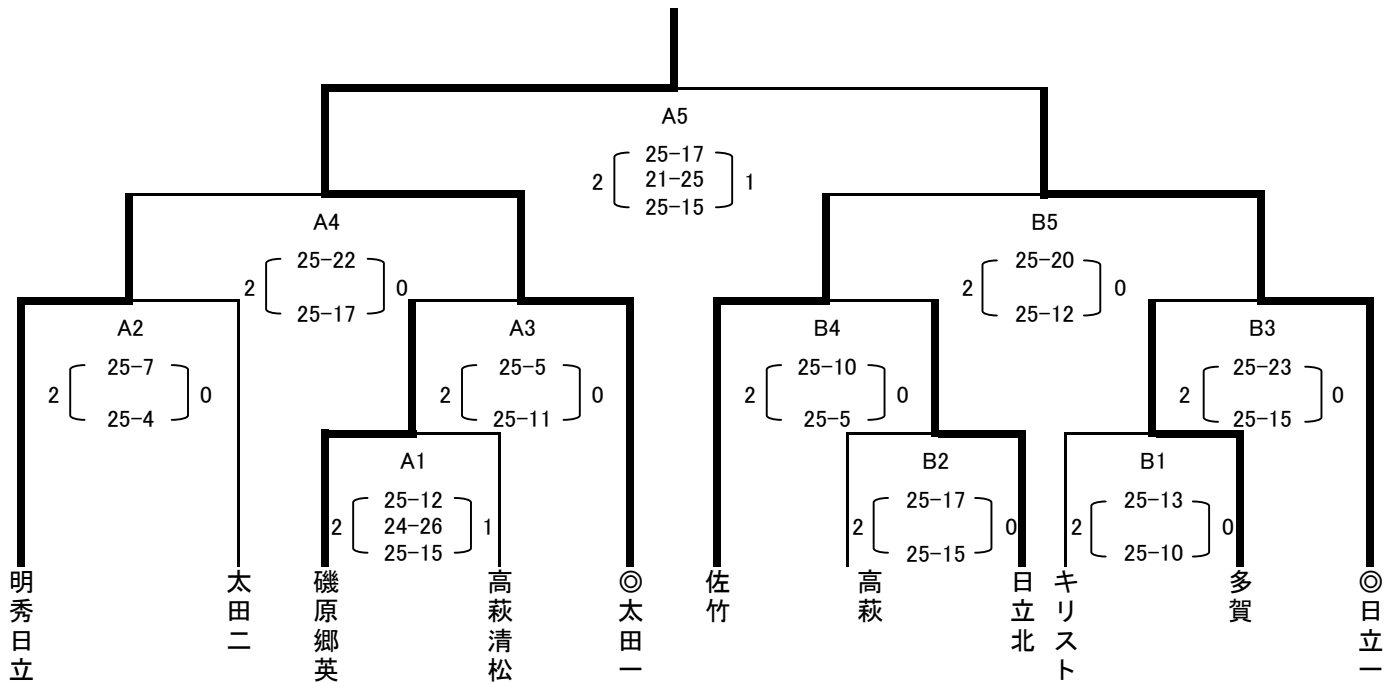 A5
25-17
2 21-25 1
25-15
A4
25-22
2 0
25-17
B5
25-20
2 0
25-12
A2
25-7
2 0
25-4
A3
25-5
2 0
25-11
B4
25-10
2 0
25-5
B3
25-23
2 0
25-15
A1
25-12
2 24-26 1
25-15
B2
25-17
2 0
25-15
B1
25-13
2 0
25-10
明秀日立
太田二
磯原郷英
高萩清松
◎太田一
佐竹
高萩
日立北
キリスト
多賀
◎日立一